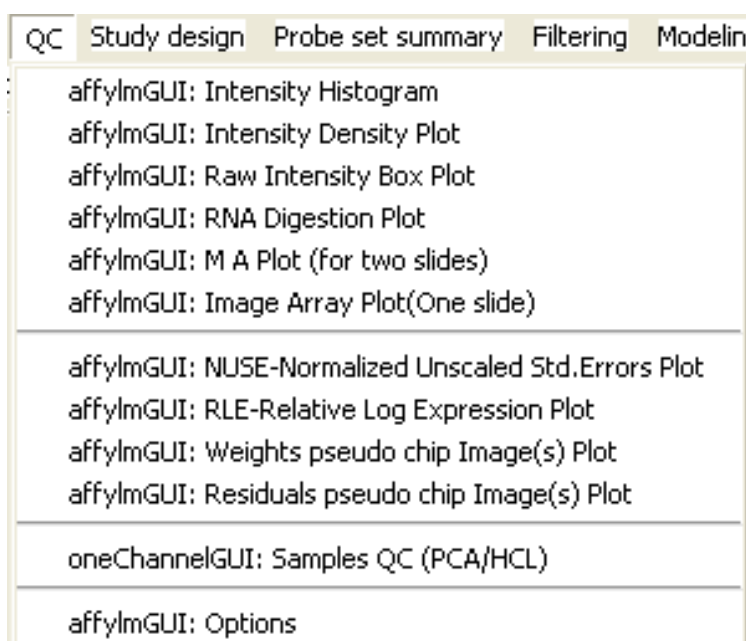 QC Study design Probe set summary Filtering Modelin
affylmGUI: Intensity Histogram
affylmGUI: Intensity Density Plot
affylmGUI: Raw Intensity Box Plot
affylmGUI: RNA Digestion Plot
affylmGUI: M A Plot (for two slides)
affylmGUI: Image Array Plot(One slide)
affylmGUI: NUSE-Normalized Unscaled Std.Errors Plot
affylmGUI: RLE-Relative Log Expression Plot
affylmGUI: Weights pseudo chip Image(s) Plot
affylmGUI: Residuals pseudo chip Image(s) Plot
oneChannelGUI: Samples QC (PCA/HCL)
affylmGUI: Options